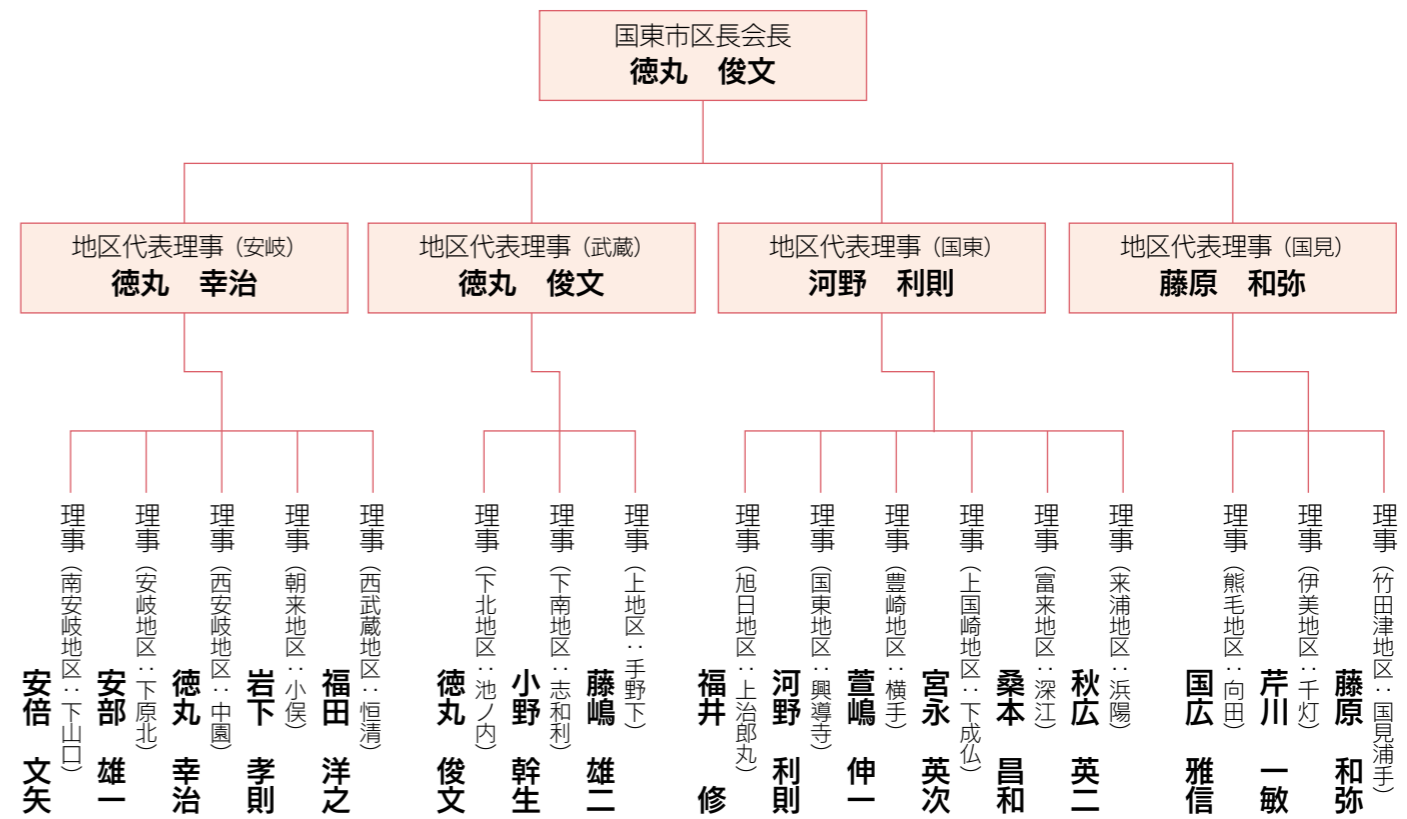 国東市区長会長
徳丸　俊文
地区代表理事（安岐）
徳丸　幸治
地区代表理事（武蔵）
徳丸　俊文
地区代表理事（国東）
河野　利則
地区代表理事（国見）
藤原　和弥
理事（南安岐地区：下山口）
安倍　文矢
理事（安岐地区：下原北）
安部　雄一
理事（西安岐地区：中園）
徳丸　幸治
理事（朝来地区：小俣）
岩下　孝則
理事（西武蔵地区：恒清）
福田　洋之
理事（下北地区：池ノ内）
徳丸　俊文
理事（下南地区：志和利）
小野　幹生
理事（上地区：手野下）
藤嶋　雄二
理事（旭日地区：上治郎丸）
福井　修
理事（国東地区：興導寺）
河野　利則
理事（豊崎地区：横手）
萱嶋　伸一
理事（上国崎地区：下成仏）
宮永　英次
理事（富来地区：深江）
桑本　昌和
理事（来浦地区：浜陽）
秋広　英二
理事（熊毛地区：向田）
国広　雅信
理事（伊美地区：千灯）
芹川　一敏
理事（竹田津地区：国見浦手）
藤原　和弥